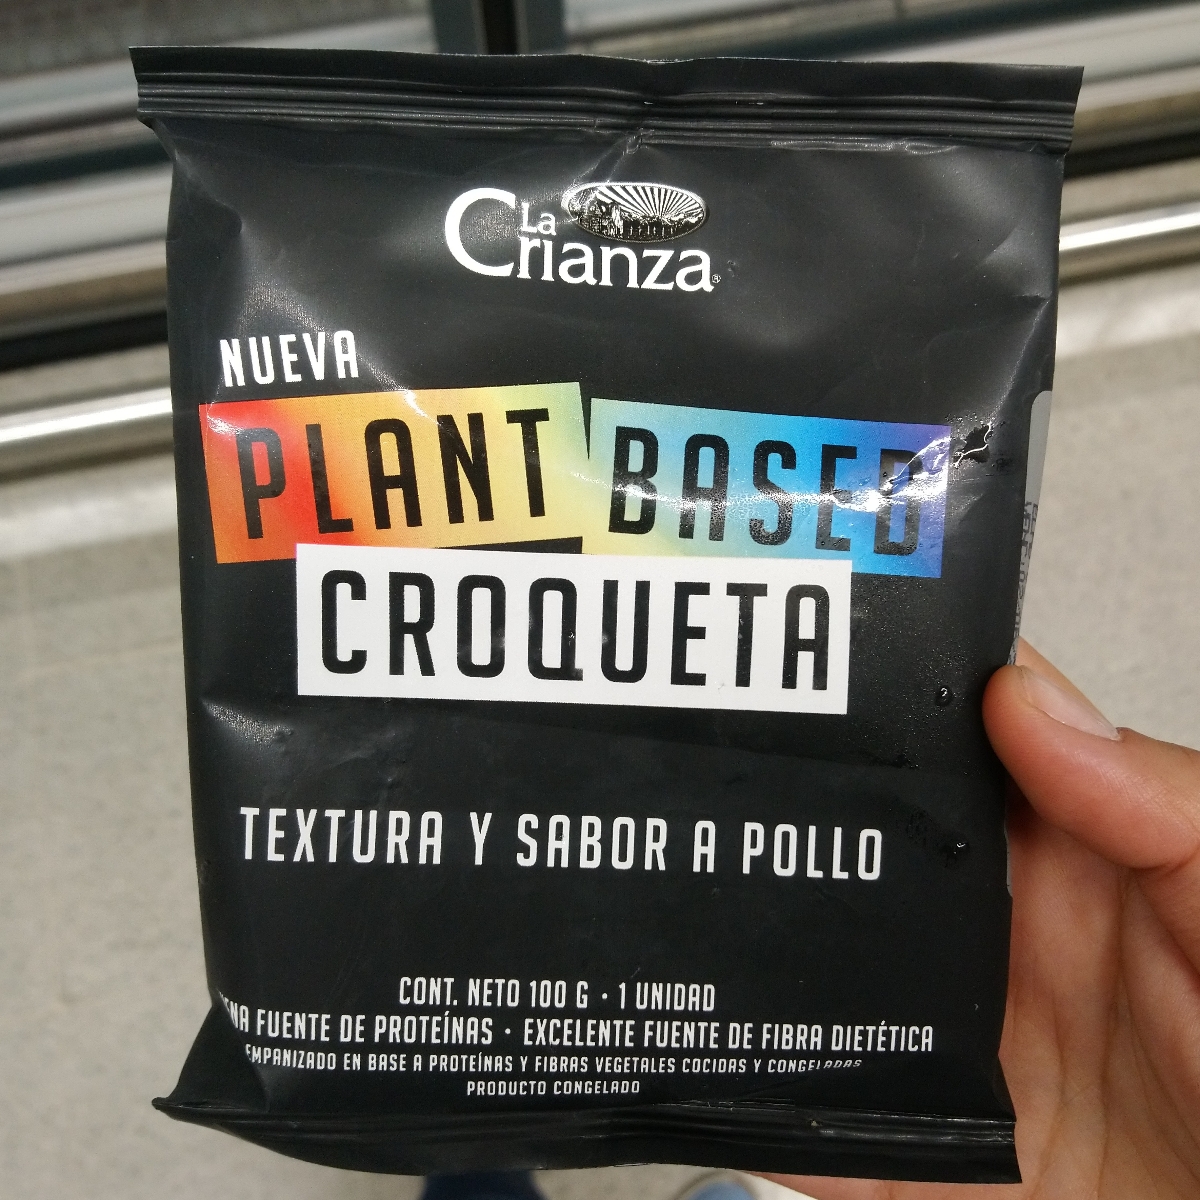 La
Crianza®
NUEVA
PLANT BASED
CROQUETA
TEXTURA Y SABOR A POLLO
CONT. NETO 100 G · 1 UNIDAD
FUENTE DE PROTEÍNAS · EXCELENTE FUENTE DE FIBRA DIETÉTICA
EMPANIZADO EN BASE A PROTEÍNAS Y FIBRAS VEGETALES COCIDAS Y CONGELADAS
PRODUCTO CONGELADO